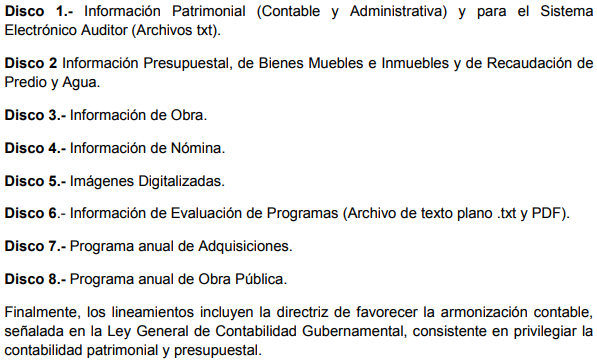 Disco 1.- Información Patrimonial (Contable y Administrativa) y para el Sistema
Electrónico Auditor (Archivos txt).
Disco 2 Información Presupuestal, de Bienes Muebles e Inmuebles y de Recaudación de
Predio y Agua.
Disco 3.- Información de Obra.
Disco 4.- Información de Nómina.
Disco 5.- Imágenes Digitalizadas.
Disco 6.- Información de Evaluación de Programas (Archivo de texto plano .txt y PDF).
Disco 7.- Programa anual de Adquisiciones.
Disco 8.- Programa anual de Obra Pública.
Finalmente, los lineamientos incluyen la directriz de favorecer la armonización contable,
señalada en la Ley General de Contabilidad Gubernamental, consistente en privilegiar la
contabilidad patrimonial y presupuestal.